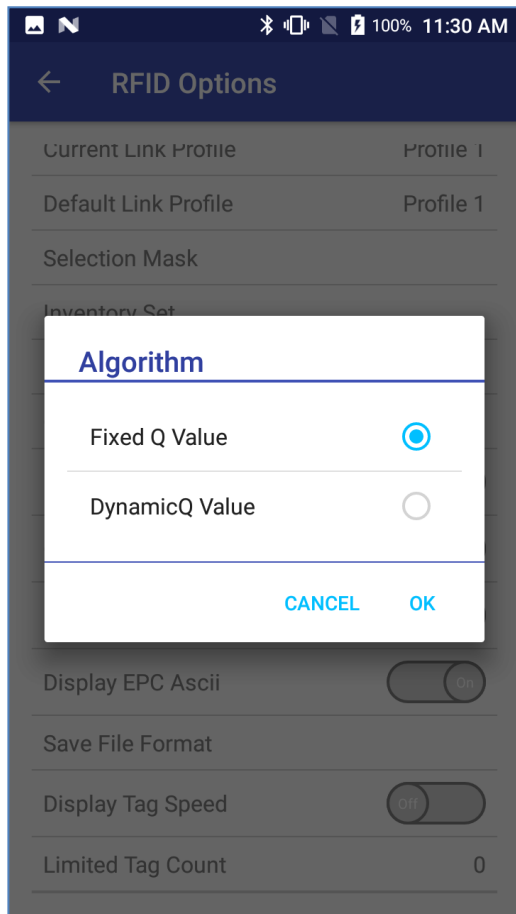 100% 11:30 AM
RFID Options
Current Link Profile Profile 1
Default Link Profile Profile 1
Selection Mask
Inventory Set
Algorithm
Fixed Q Value
DynamicQ Value
CANCEL OK
Display EPC Ascii On
Save File Format
Display Tag Speed Off
Limited Tag Count 0